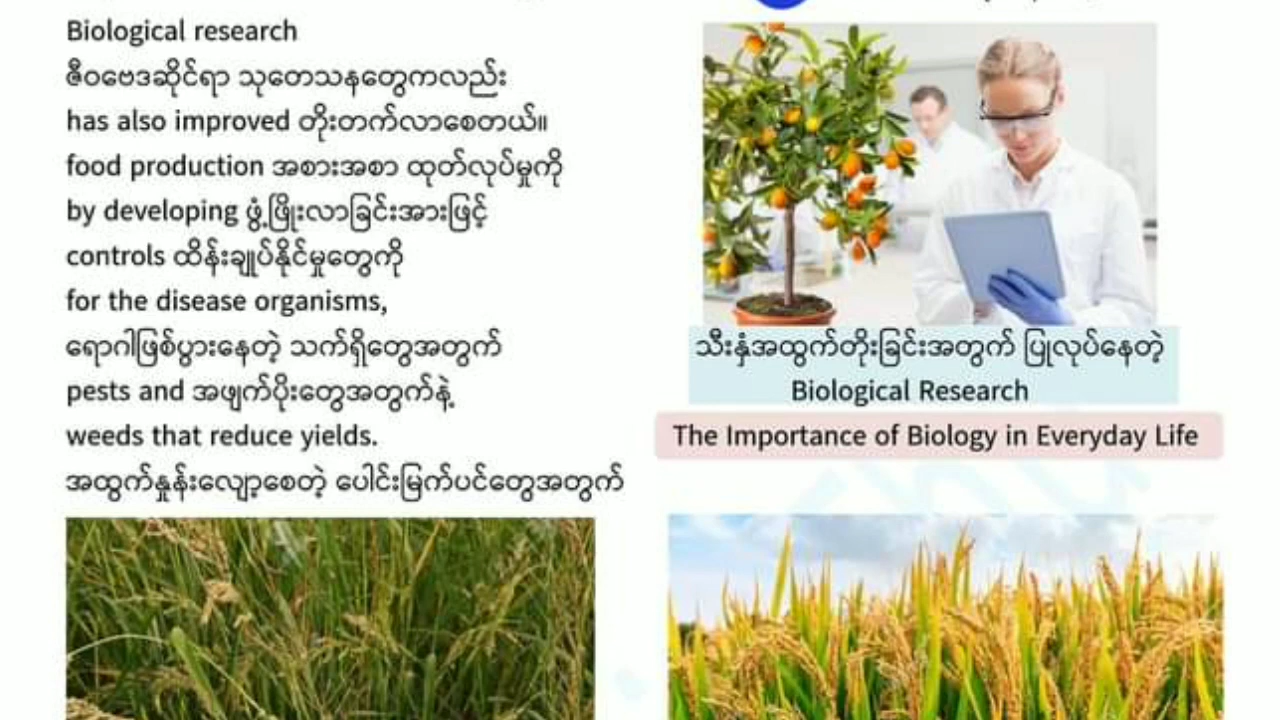 Biological research
ဇီဝဗေဒဆိုင်ရာ သုတေသနတွေကလည်း
has also improved တိုးတက်လာစေတယ်။
food production အစားအစာ ထုတ်လုပ်မှုကို
by developing ဖွံ့ဖြိုးလာခြင်းအားဖြင့်
controls ထိန်းချုပ်နိုင်မှုတွေကို
for the disease organisms,
ရောဂါဖြစ်ပွားနေတဲ့ သက်ရှိတွေအတွက်
pests and အဖျက်ပိုးတွေအတွက်နဲ့
weeds that reduce yields.
အထွက်နှုန်းလျော့စေတဲ့ ပေါင်းမြက်ပင်တွေအတွက်
သီးနှံအထွက်တိုးခြင်းအတွက် ပြုလုပ်နေတဲ့
Biological Research
The Importance of Biology in Everyday Life